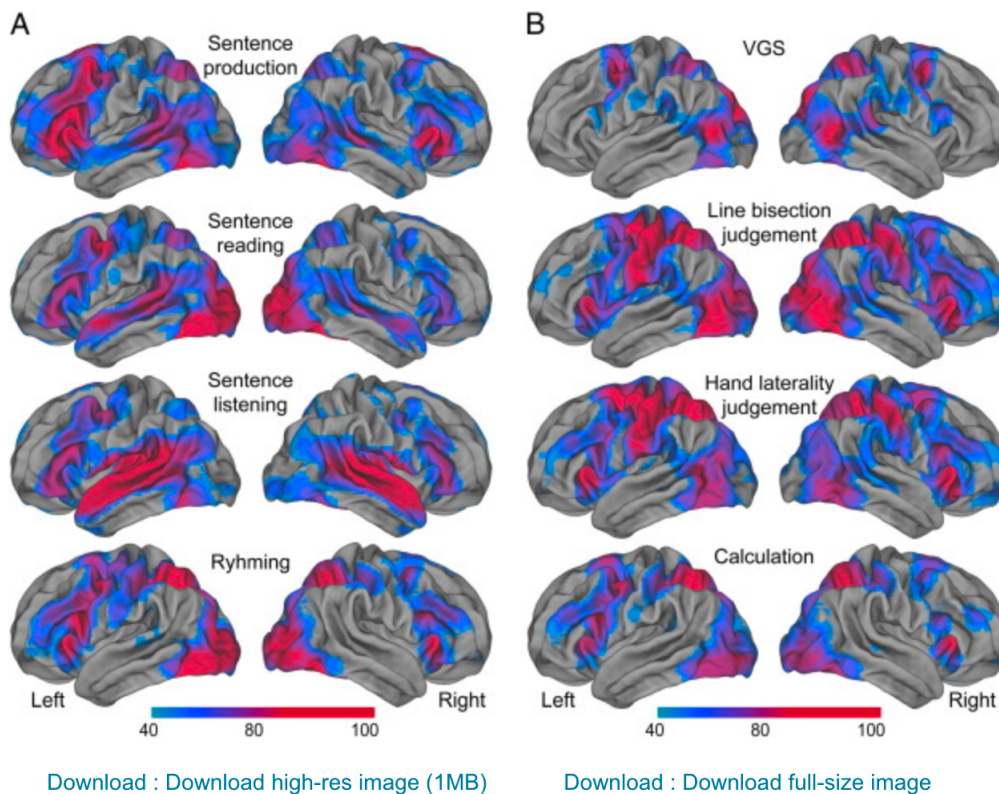 A
Sentence
production
Sentence
reading
Sentence
listening
Ryhming
Left
Right
40
80
100
B
VGS
Line bisection
judgement
Hand laterality
judgement
Calculation
Left
Right
40
80
100
Download : Download high-res image (1MB)
Download : Download full-size image